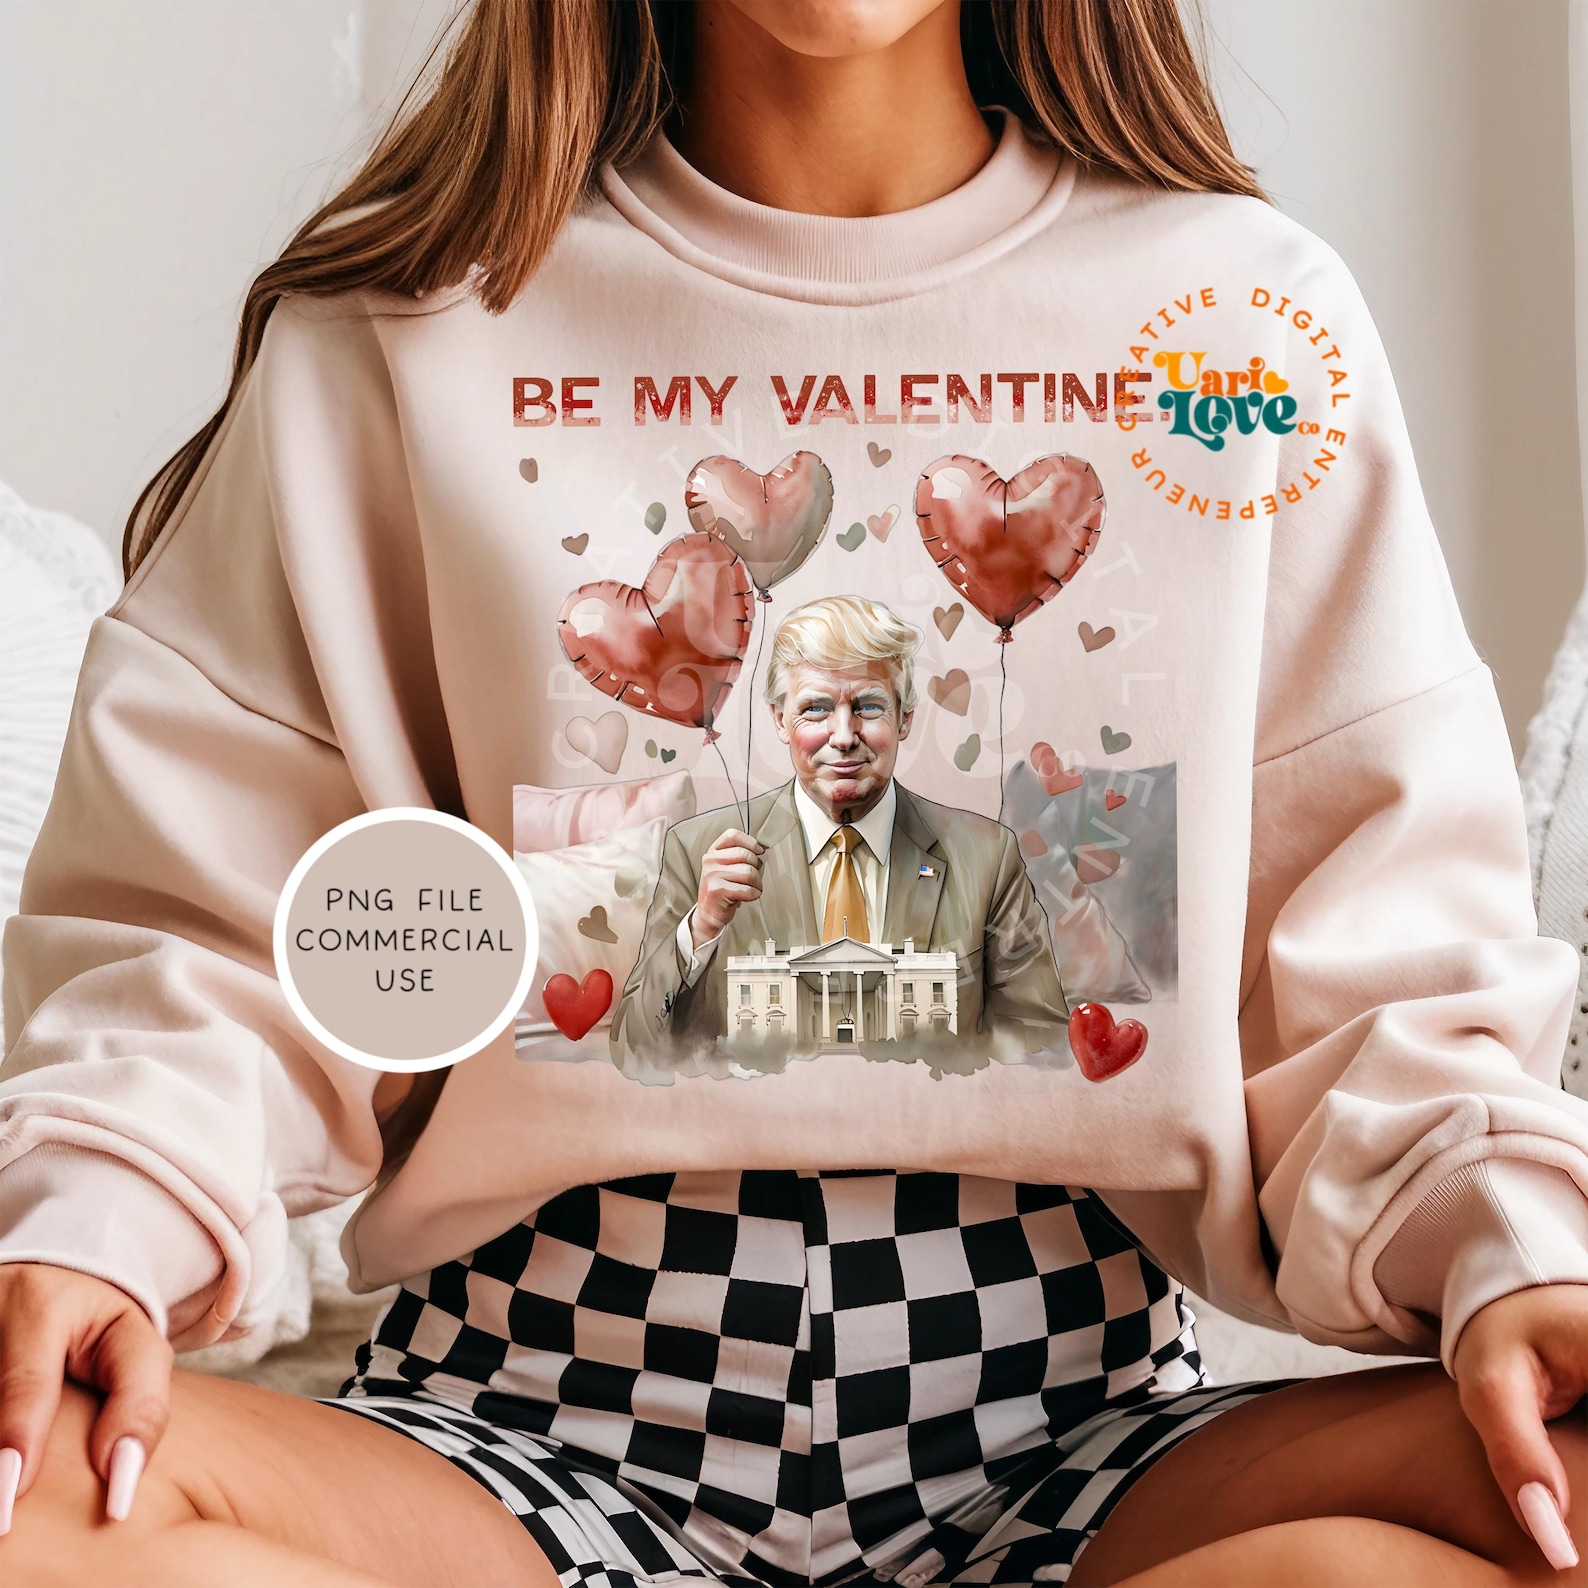 BE MY VALENTINE.
CREATIVE DIGITAL ENTREPENEUR
Uari
Love co
PNG FILE
COMMERCIAL
USE